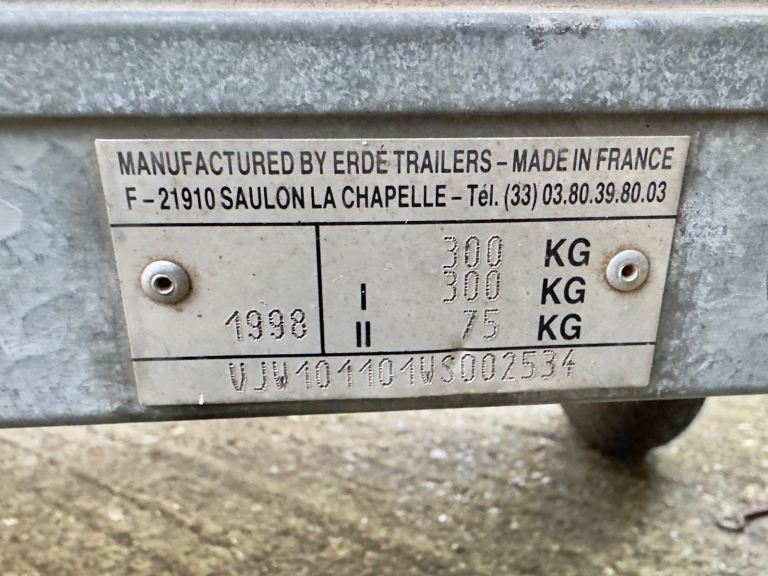 MANUFACTURED BY ERDÉ TRAILERS – MADE IN FRANCE
F – 21910 SAULON LA CHAPELLE – Tél. (33) 03.80.39.80.03
300 KG
I 300 KG
1998 II 75 KG
VJW101101WS002534